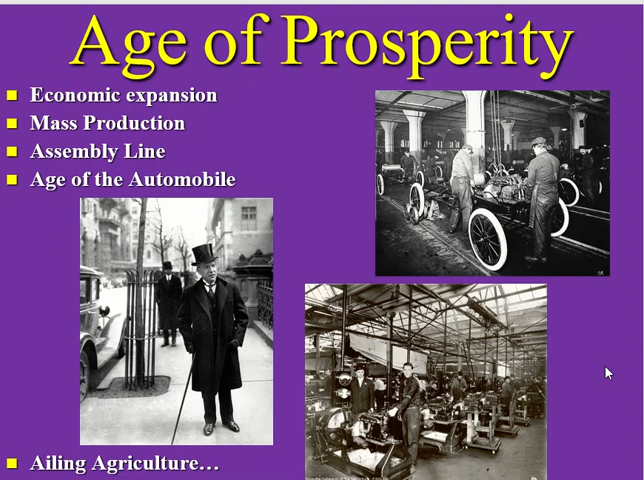 Age of Prosperity
Economic expansion
Mass Production
Assembly Line
Age of the Automobile
Ailing Agriculture…